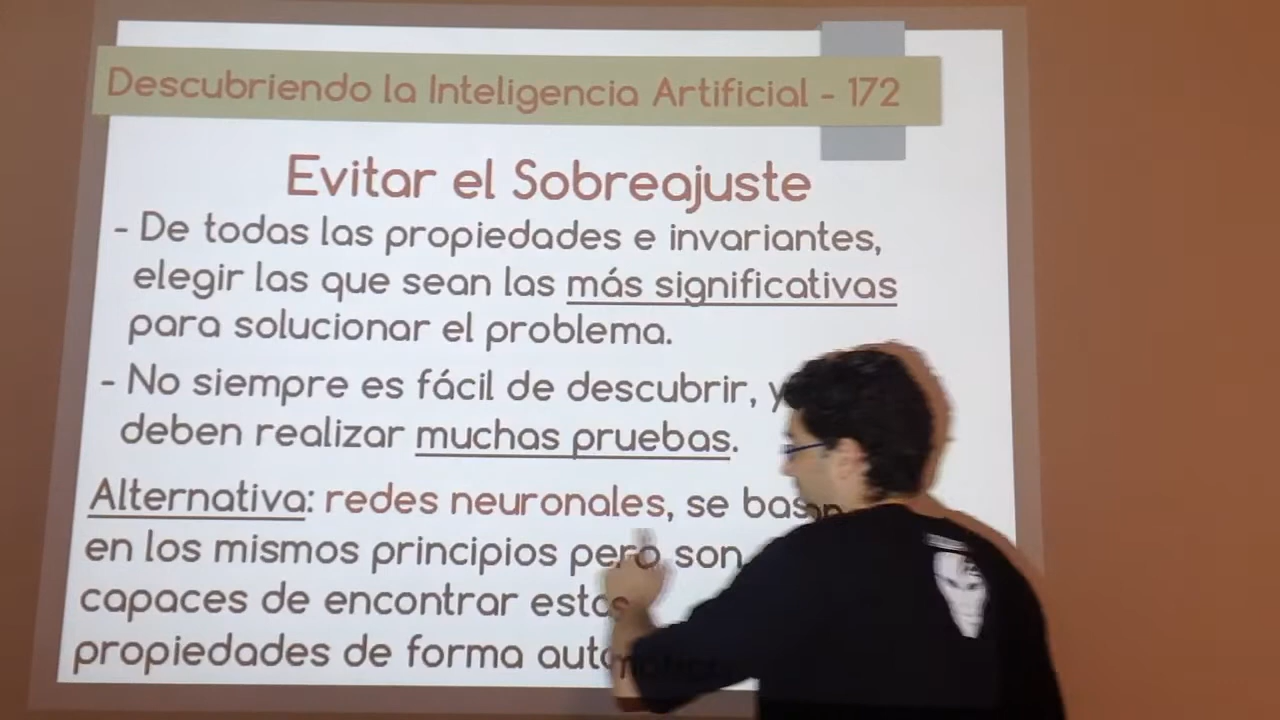 Descubriendo la Inteligencia Artificial - 172
Evitar el Sobreajuste
- De todas las propiedades e invariantes,
elegir las que sean las más significativas
para solucionar el problema.
- No siempre es fácil de descubrir, y
deben realizar muchas pruebas.
Alternativa: redes neuronales, se basan
en los mismos principios pero son
capaces de encontrar estas
propiedades de forma automática